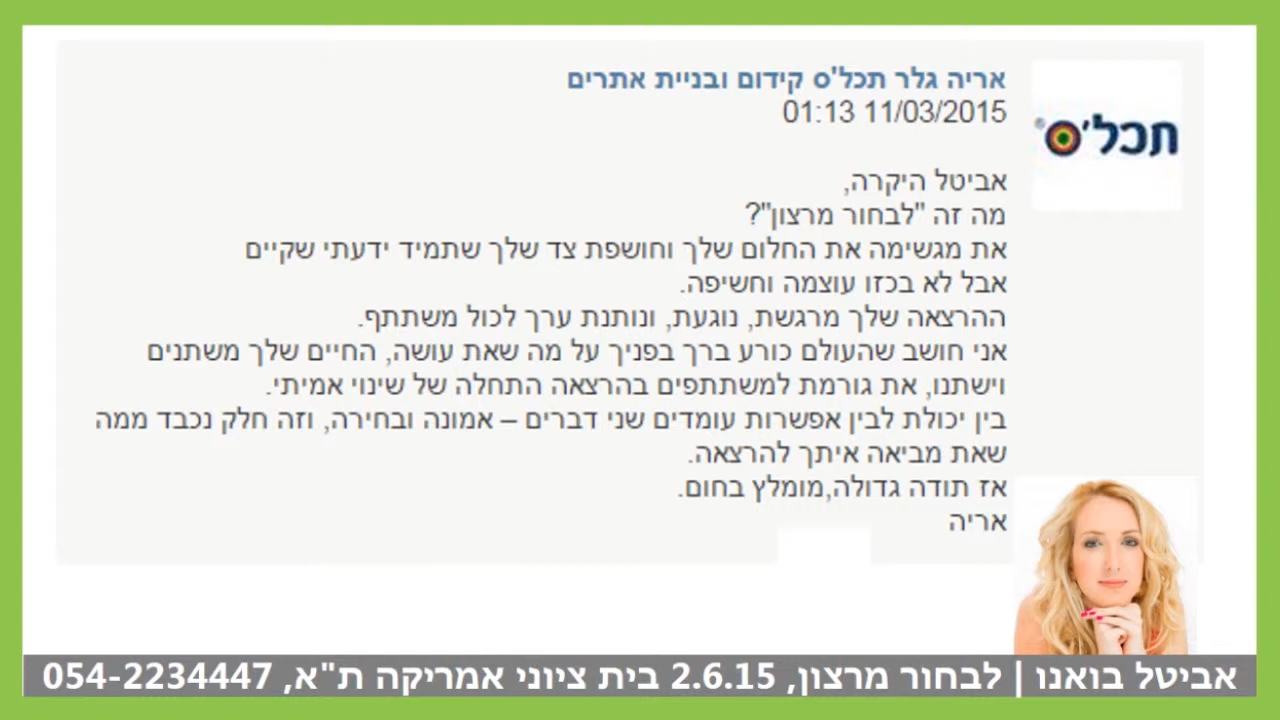 אריה גלר תכל'ס קידום ובניית אתרים
01:13 11/03/2015
תכל'ס®
אביטל היקרה,
מה זה "לבחור מרצון"?
את מגשימה את החלום שלך וחושפת צד שלך שתמיד ידעתי שקיים
אבל לא בכזו עוצמה וחשיפה.
ההרצאה שלך מרגשת, נוגעת, ונותנת ערך לכול משתתף.
אני חושב שהעולם כורע ברך בפניך על מה שאת עושה, החיים שלך משתנים
וישתנו, את גורמת למשתתפים בהרצאה התחלה של שינוי אמיתי.
בין יכולת לבין אפשרות עומדים שני דברים – אמונה ובחירה, וזה חלק נכבד ממה
שאת מביאה איתך להרצאה.
אז תודה גדולה,מומלץ בחום.
אריה
אביטל בואנו | לבחור מרצון, 2.6.15 בית ציוני אמריקה ת"א, 054-2234447